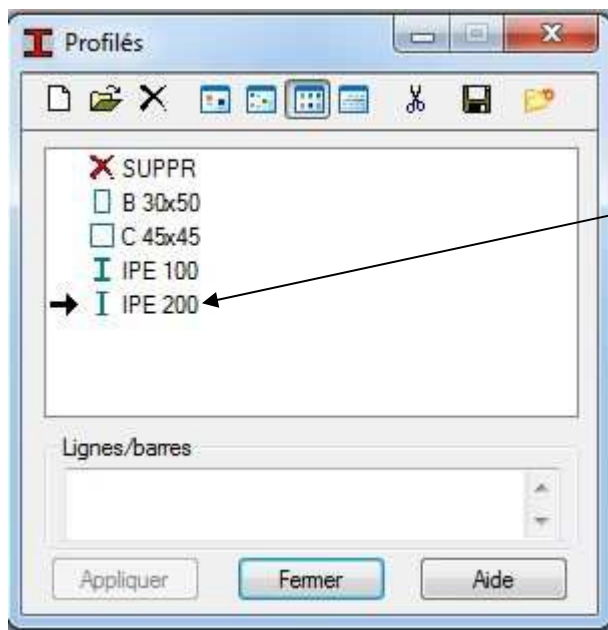 Profilés
SUPPR
B 30x50
C 45x45
IPE 100
IPE 200
Lignes/barres
Appliquer Fermer Aide